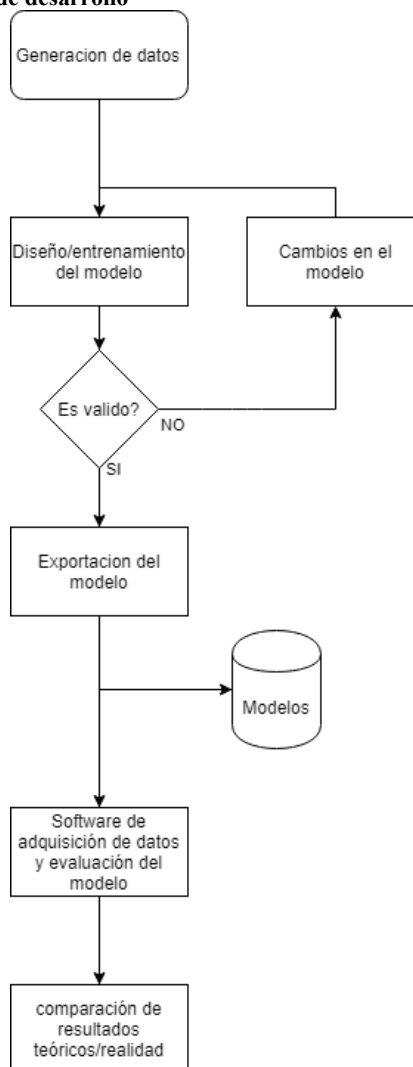 de desarrollo
Generacion de datos
Diseño/entrenamiento
del modelo
Cambios en el
modelo
Es valido?
NO
SI
Exportacion del
modelo
Modelos
Software de
adquisición de datos
y evaluación del
modelo
comparación de
resultados
teóricos/realidad